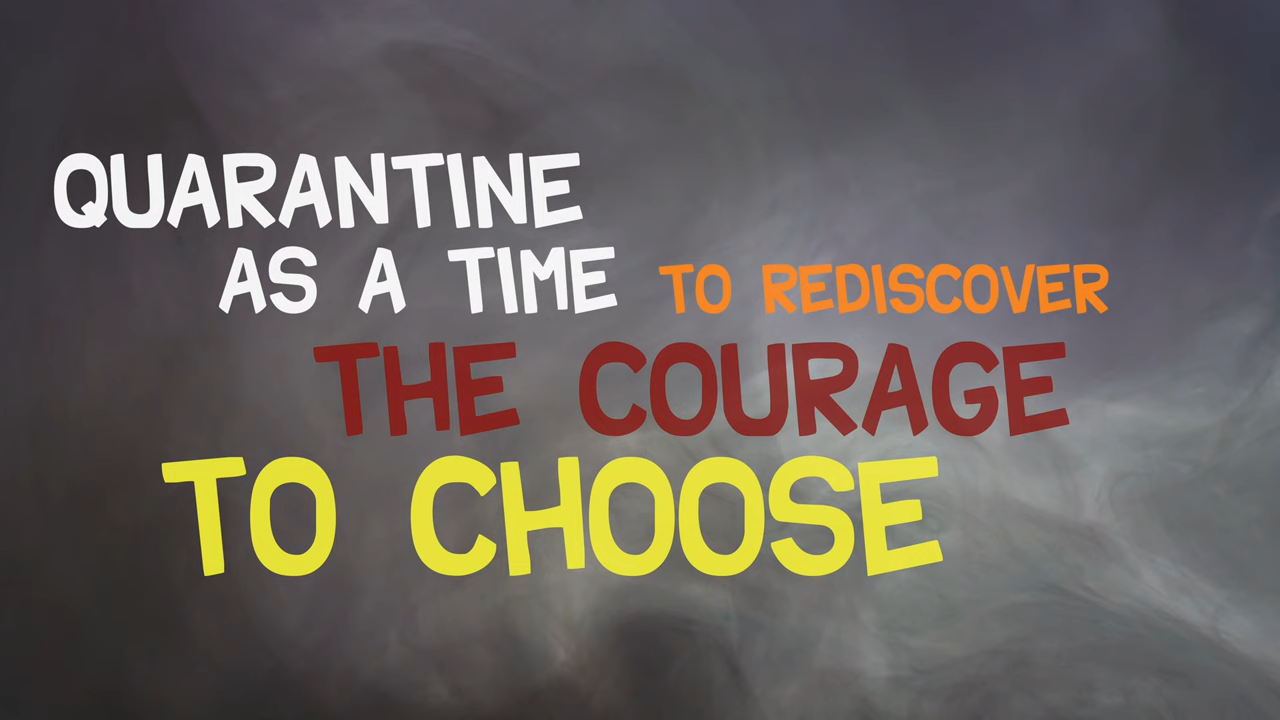 QUARANTINE
AS A TIME TO REDISCOVER
THE COURAGE
TO CHOOSE